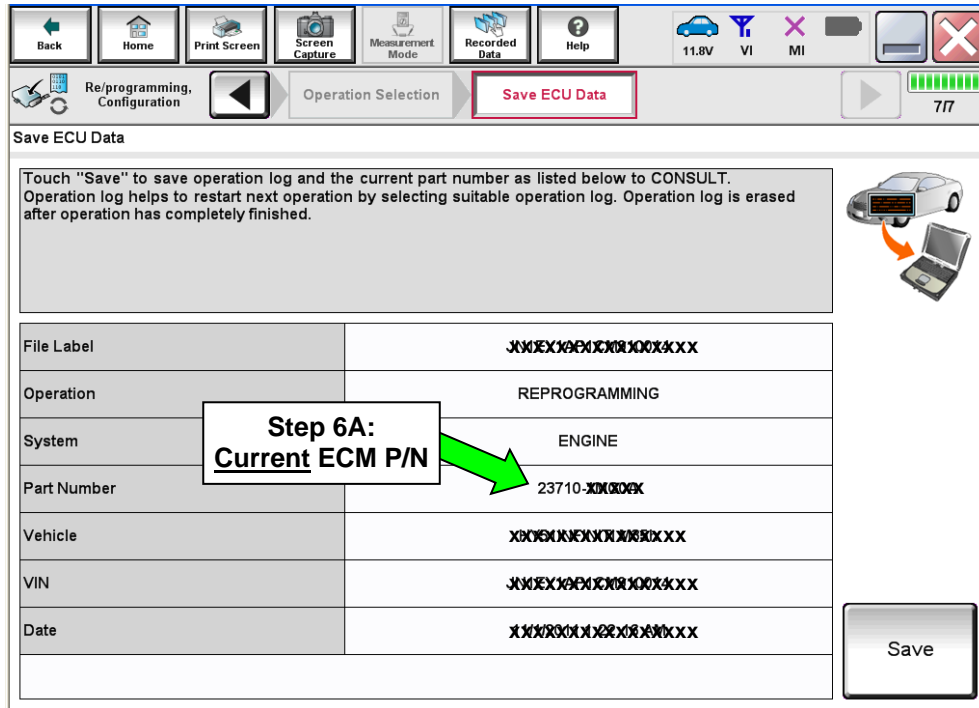 Back
Home
Print Screen
Screen Capture
Measurement Mode
Recorded Data
Help
11.8V
VI
MI
Re/programming, Configuration
Operation Selection
Save ECU Data
7/7
Save ECU Data
Touch "Save" to save operation log and the current part number as listed below to CONSULT.
Operation log helps to restart next operation by selecting suitable operation log. Operation log is erased
after operation has completely finished.
File Label
Operation
REPROGRAMMING
Step 6A:
Current ECM P/N
System
ENGINE
Part Number
23710-
Vehicle
VIN
Date
Save